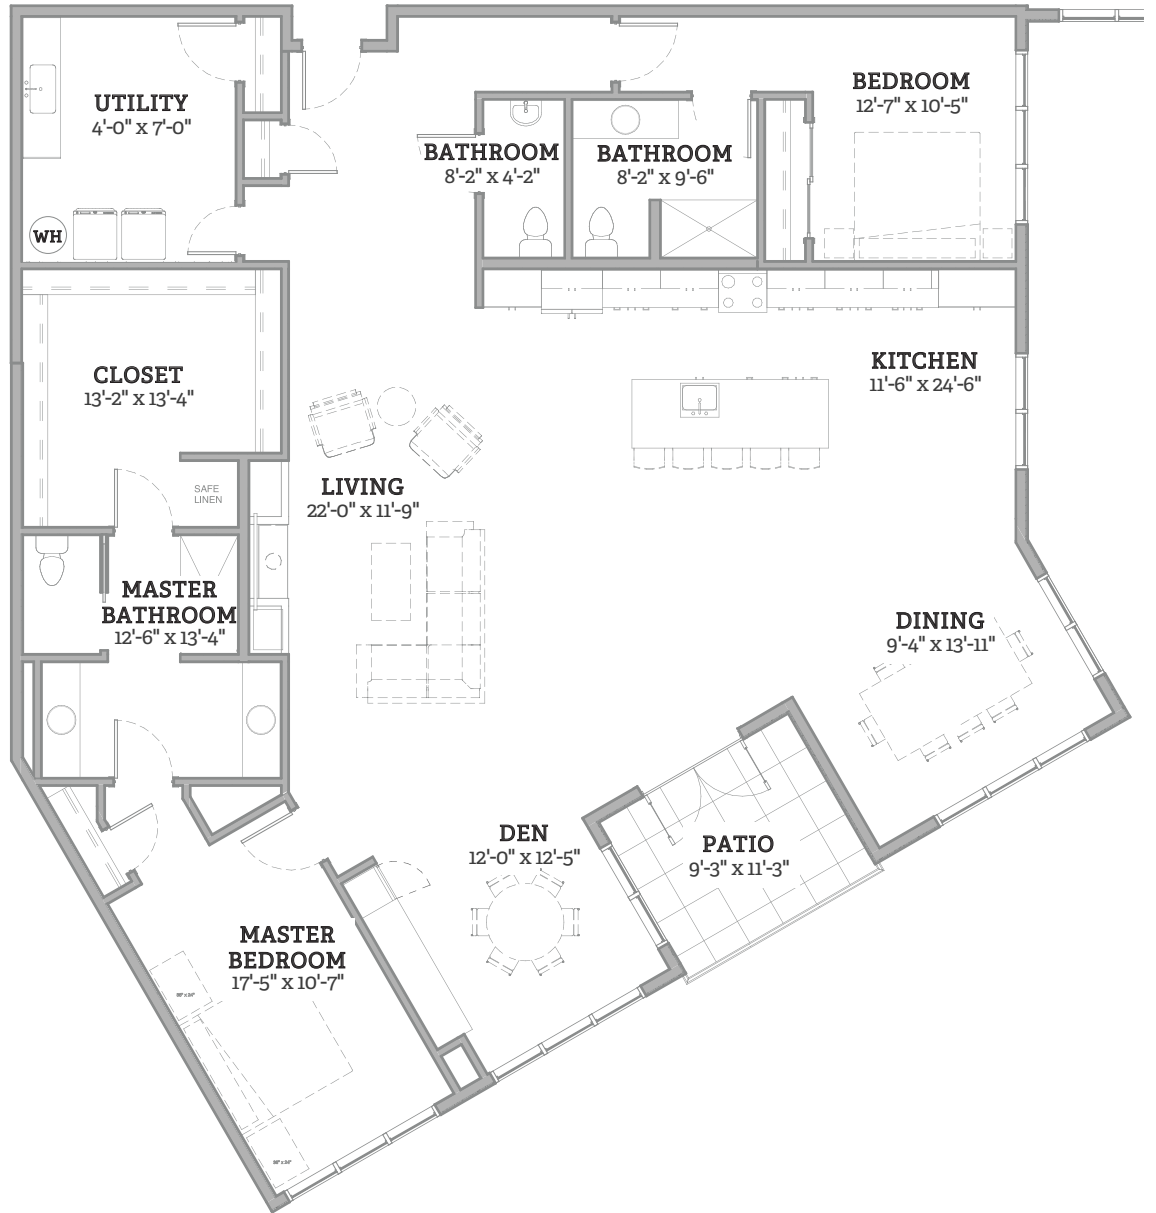 BEDROOM
12'-7" x 10'-5"
UTILITY
4'-0" x 7'-0"
BATHROOM
8'-2" x 4'-2"
BATHROOM
8'-2" x 9'-6"
WH
KITCHEN
11'-6" x 24'-6"
CLOSET
13'-2" x 13'-4"
SAFE
LINEN
LIVING
22'-0" x 11'-9"
MASTER
BATHROOM
12'-6" x 13'-4"
DINING
9'-4" x 13'-11"
DEN
12'-0" x 12'-5"
PATIO
9'-3" x 11'-3"
MASTER
BEDROOM
17'-5" x 10'-7"